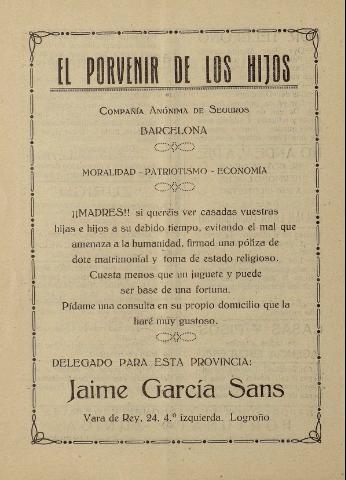 EL PORVENIR DE LOS HIJOS
COMPAÑÍA ANÓNIMA DE SEGUROS
BARCELONA
MORALIDAD - PATRIOTISMO - ECONOMÍA
¡¡MADRES!! si queréis ver casadas vuestras
hijas e hijos a su debido tiempo, evitando el mal que
amenaza a la humanidad, firmad una póliza de
dote matrimonial y toma de estado religioso.
Cuesta menos que un juguete y puede
ser base de una fortuna.
Pídame una consulta en su propio domicilio que la
haré muy gustoso.
DELEGADO PARA ESTA PROVINCIA:
Jaime García Sans
Vara de Rey, 24, 4.º izquierda. Logroño